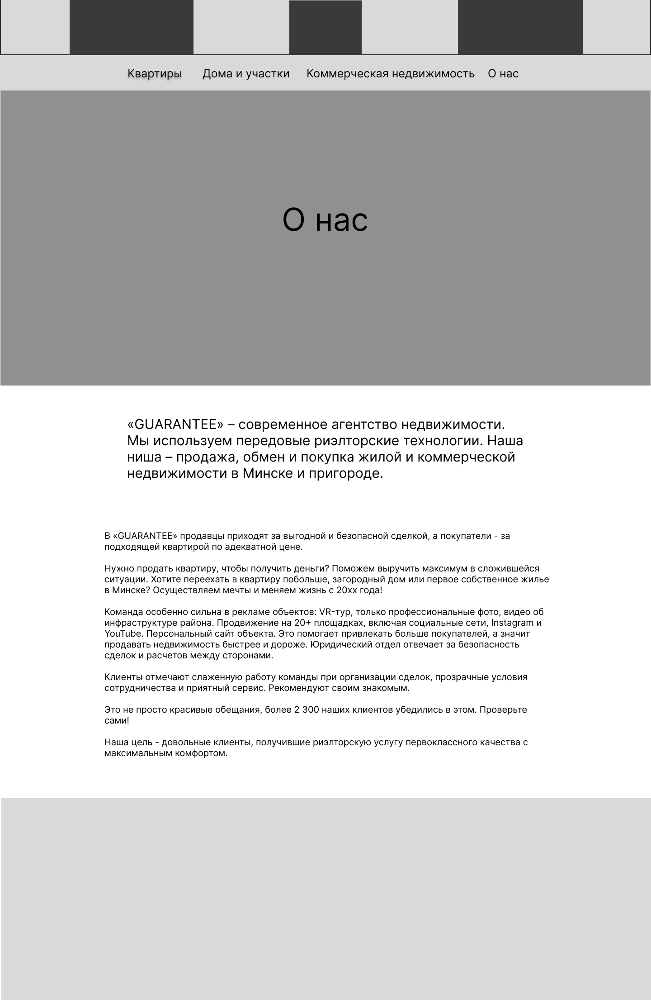 Квартиры Дома и участки Коммерческая недвижимость О нас
О нас
«GUARANTEE» – современное агентство недвижимости.
Мы используем передовые риэлторские технологии. Наша
ниша – продажа, обмен и покупка жилой и коммерческой
недвижимости в Минске и пригороде.
В «GUARANTEE» продавцы приходят за выгодной и безопасной сделкой, а покупатели - за
подходящей квартирой по адекватной цене.
Нужно продать квартиру, чтобы получить деньги? Поможем выручить максимум в сложившейся
ситуации. Хотите переехать в квартиру побольше, загородный дом или первое собственное жилье
в Минске? Осуществляем мечты и меняем жизнь с 20хх года!
Команда особенно сильна в рекламе объектов: VR-тур, только профессиональные фото, видео об
инфраструктуре района. Продвижение на 20+ площадках, включая социальные сети, Instagram и
YouTube. Персональный сайт объекта. Это помогает привлекать больше покупателей, а значит
продавать недвижимость быстрее и дороже. Юридический отдел отвечает за безопасность
сделок и расчетов между сторонами.
Клиенты отмечают слаженную работу команды при организации сделок, прозрачные условия
сотрудничества и приятный сервис. Рекомендуют своим знакомым.
Это не просто красивые обещания, более 2 300 наших клиентов убедились в этом. Проверьте
сами!
Наша цель - довольные клиенты, получившие риэлторскую услугу первоклассного качества с
максимальным комфортом.